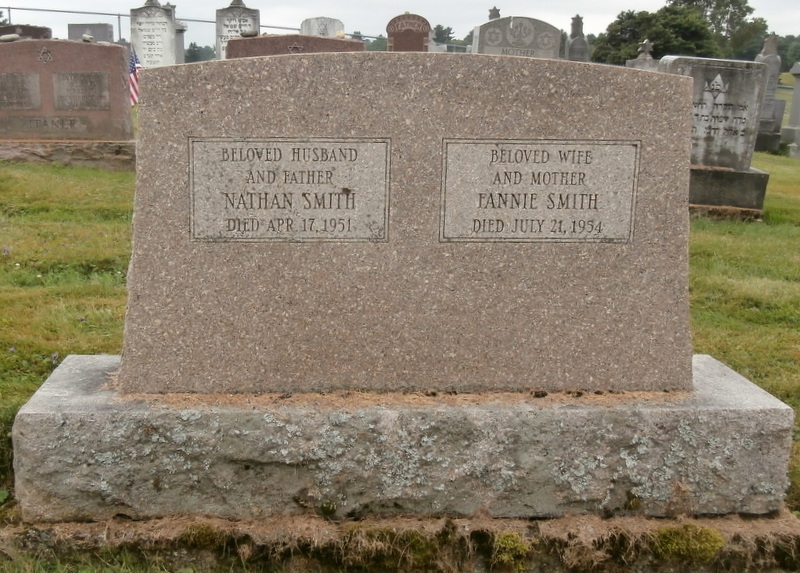 BELOVED HUSBAND
AND FATHER
NATHAN SMITH
DIED APR. 17, 1951
BELOVED WIFE
AND MOTHER
FANNIE SMITH
DIED JULY 21, 1954
MOTHER